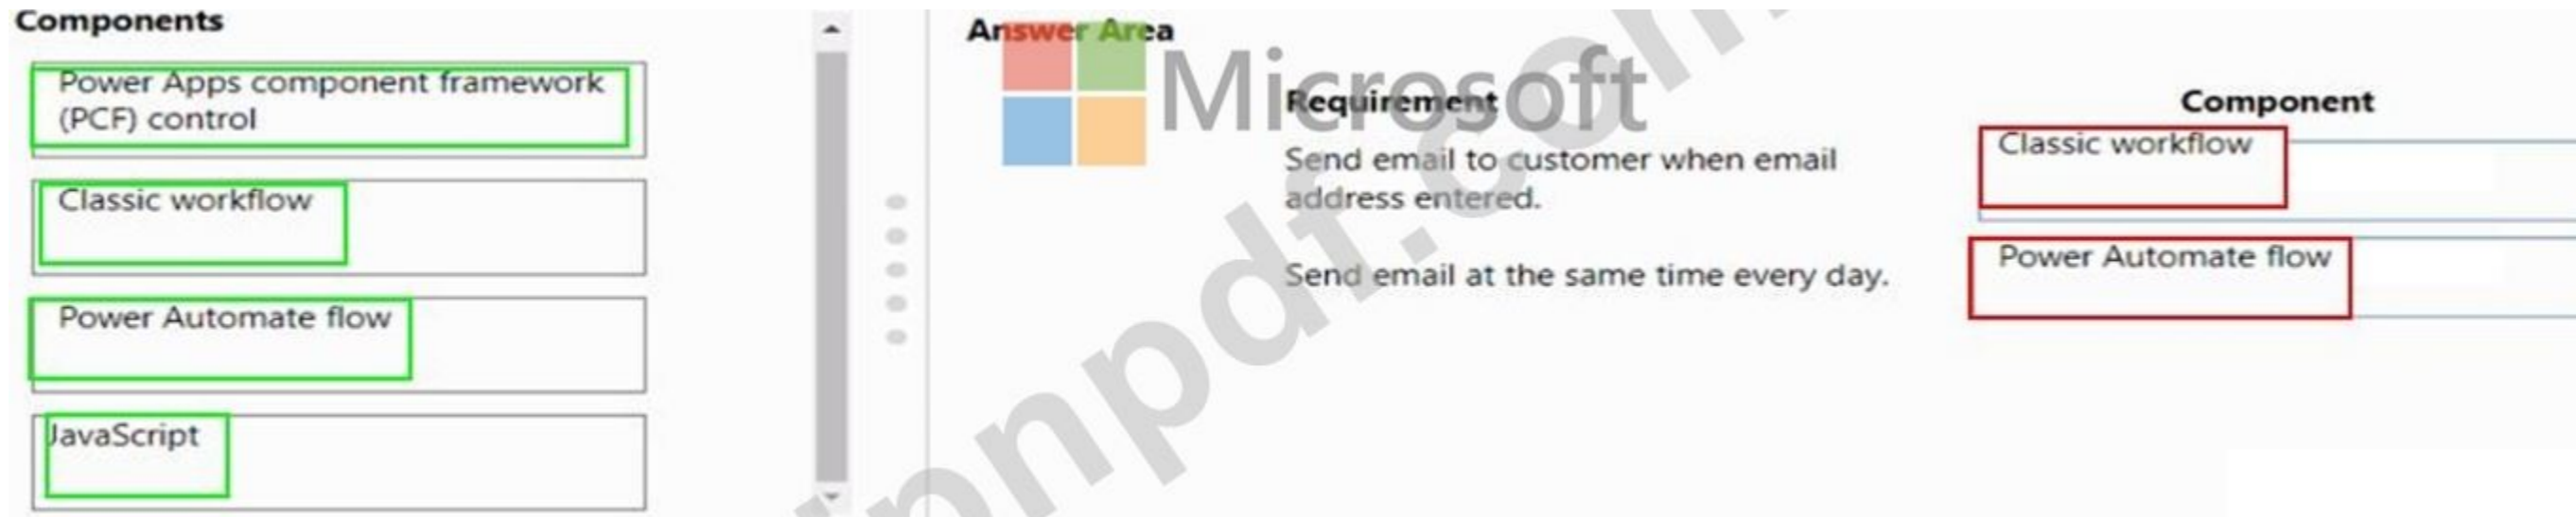 Components
Power Apps component framework
(PCF) control
Classic workflow
Power Automate flow
JavaScript
Answer Area
Microsoft
Requirement
Component
Send email to customer when email
address entered.
Classic workflow
Send email at the same time every day.
Power Automate flow
npdf.com